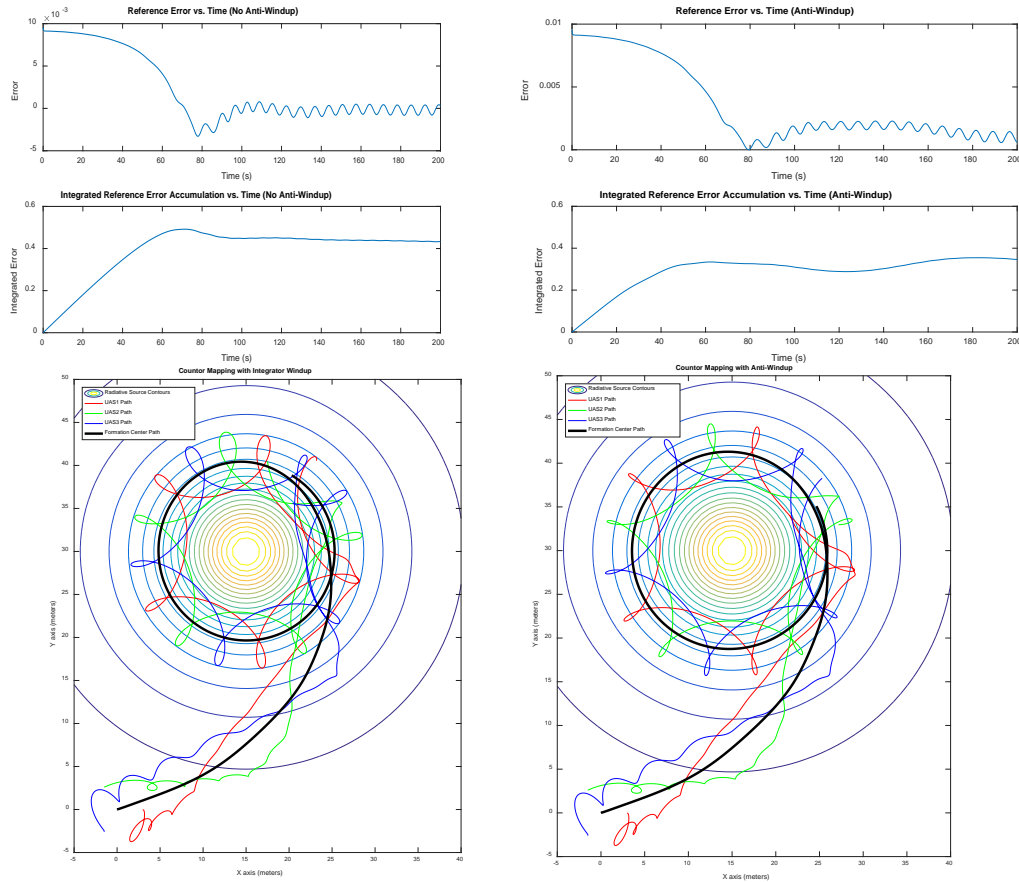 Reference Error vs. Time (No Anti-Windup)
× 10 -3
10
5
0
-5
Error
0 20 40 60 80 100 120 140 160 180 200
Time (s)
Integrated Reference Error Accumulation vs. Time (No Anti-Windup)
0.6
0.4
0.2
0
Integrated Error
0 20 40 60 80 100 120 140 160 180 200
Time (s)
Countor Mapping with Integrator Windup
Radiative Source Contours
UAS1 Path
UAS2 Path
UAS3 Path
Formation Center Path
50
45
40
35
30
25
20
15
10
5
0
-5
Y axis (meters)
-5 0 5 10 15 20 25 30 35 40
X axis (meters)
Reference Error vs. Time (Anti-Windup)
0.01
0.005
0
Error
0 20 40 60 80 100 120 140 160 180 200
Time (s)
Integrated Reference Error Accumulation vs. Time (Anti-Windup)
0.6
0.4
0.2
0
Integrated Error
0 20 40 60 80 100 120 140 160 180 200
Time (s)
Countor Mapping with Anti-Windup
Radiative Source Contours
UAS1 Path
UAS2 Path
UAS3 Path
Formation Center Path
50
45
40
35
30
25
20
15
10
5
0
-5
Y axis (meters)
-5 0 5 10 15 20 25 30 35 40
X axis (meters)